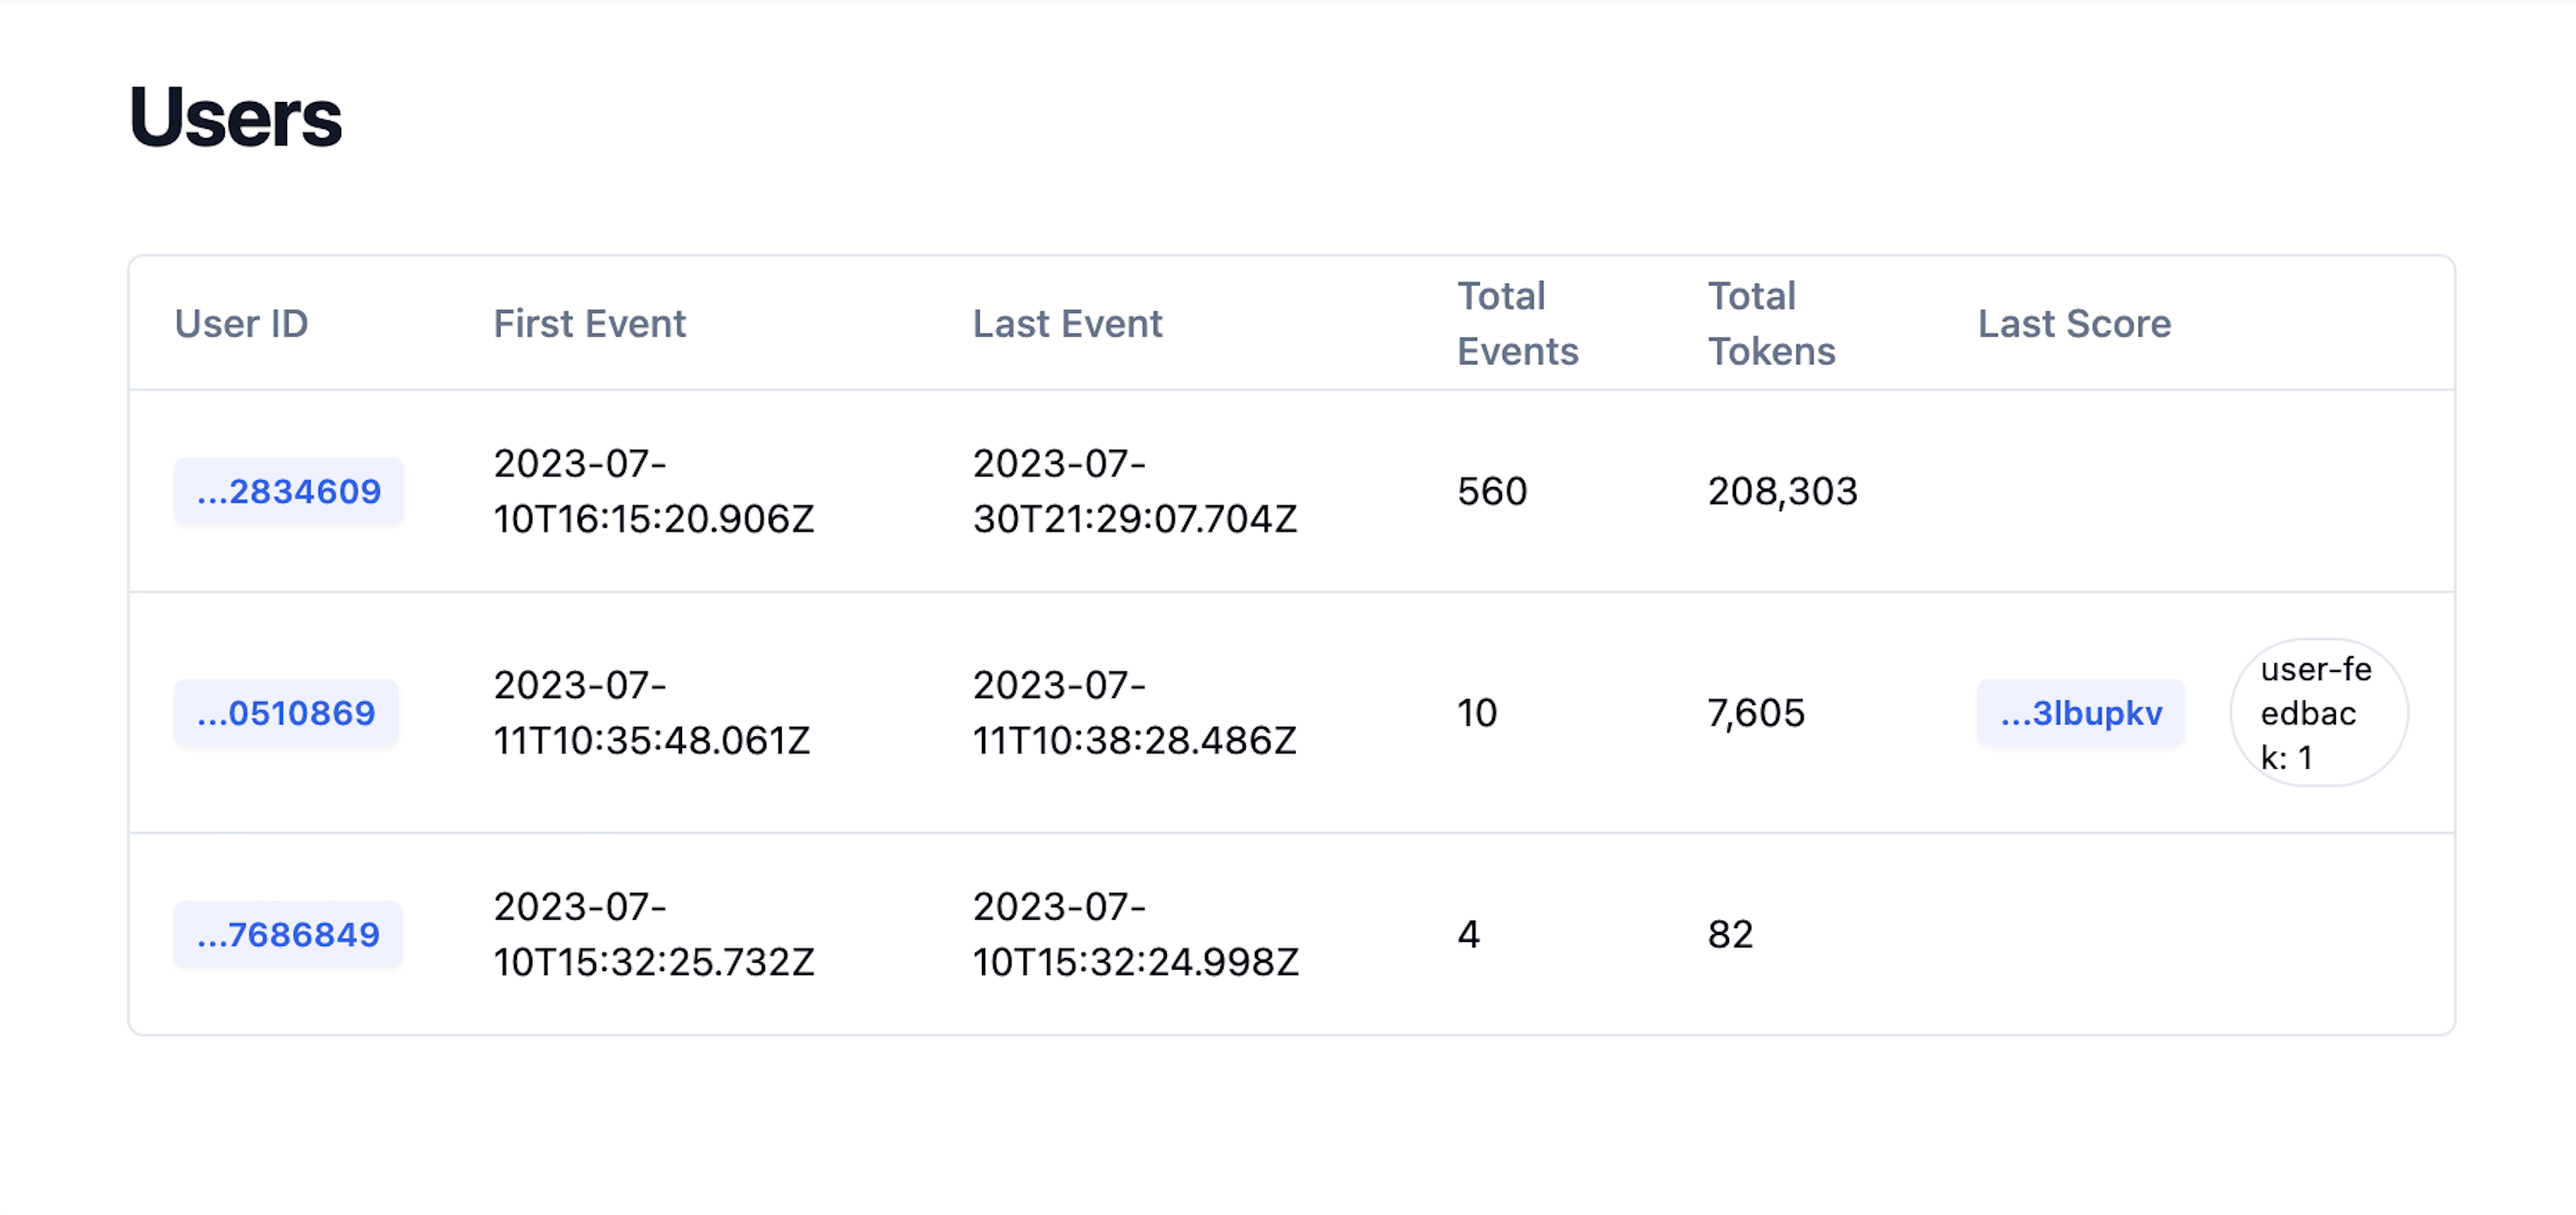 Users
User ID
First Event
Last Event
Total
Events
Total
Tokens
Last Score
...2834609
2023-07-
10T16:15:20.906Z
2023-07-
30T21:29:07.704Z
560
208,303
...0510869
2023-07-
11T10:35:48.061Z
2023-07-
11T10:38:28.486Z
10
7,605
...3lbupkv
user-fe
edbac
k: 1
...7686849
2023-07-
10T15:32:25.732Z
2023-07-
10T15:32:24.998Z
4
82